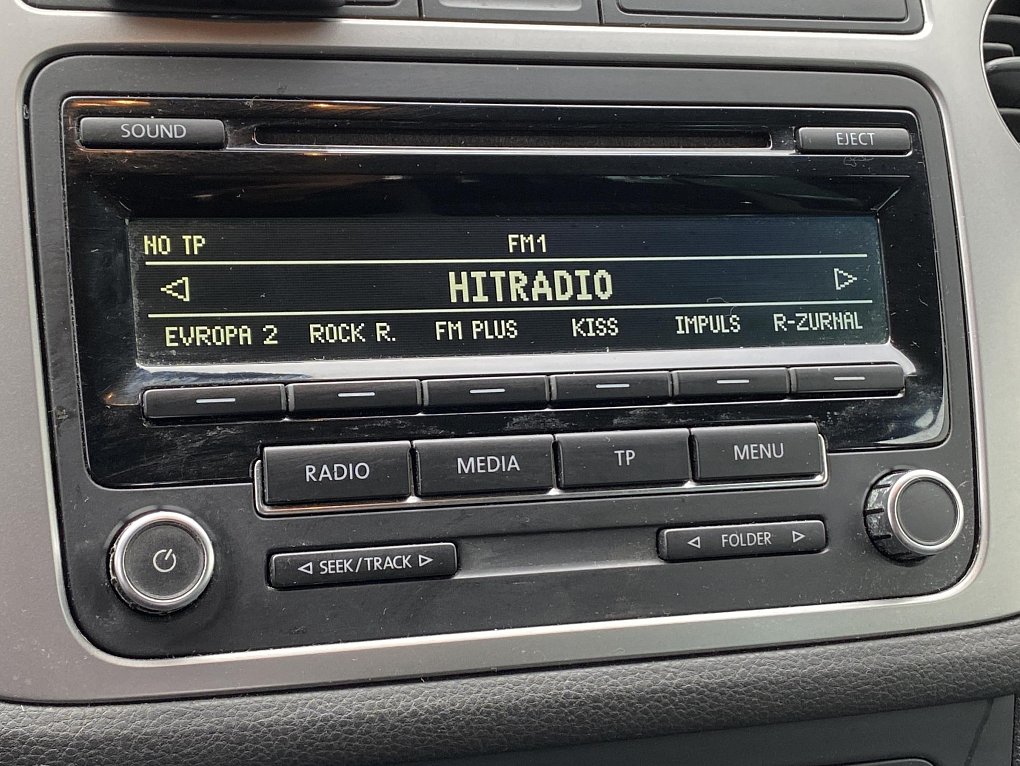 SOUND EJECT
NO TP FM1
HITRADIO
EVROPA 2 ROCK R. FM PLUS KISS IMPULS R-ZURNAL
RADIO MEDIA TP MENU
SEEK/TRACK FOLDER